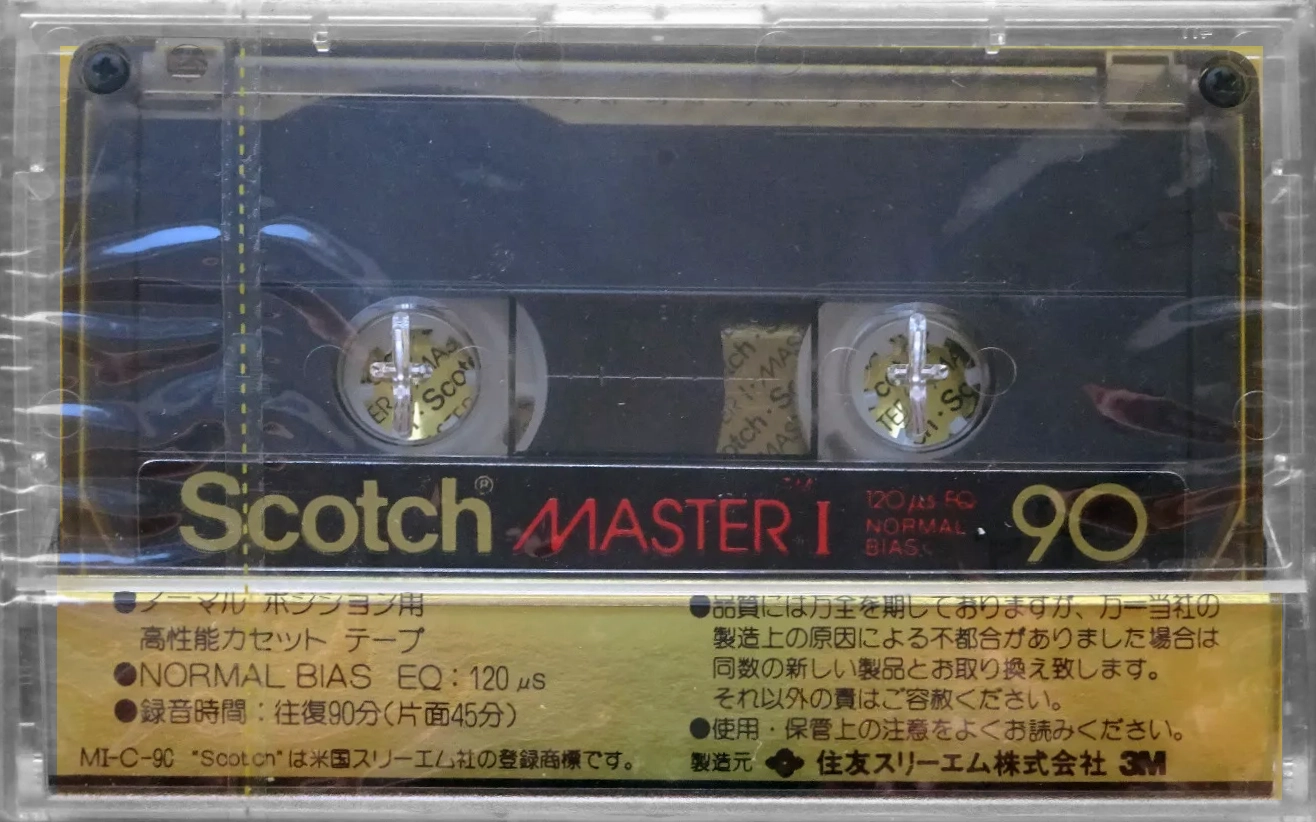 Scotch® MASTER™ I 120 μs EQ NORMAL BIAS 90
●ノーマル ポジション用
高性能カセット テープ
●NORMAL BIAS EQ：120 μs
●録音時間：往復90分(片面45分)
MI-C-90 "Scotch"は米国スリーエム社の登録商標です。
●品質には万全を期しておりますが、万一当社の
製造上の原因による不都合がありました場合は
同数の新しい製品とお取り換え致します。
それ以外の責はご容赦ください。
●使用・保管上の注意をよくお読みください。
製造元 住友スリーエム株式会社 3M